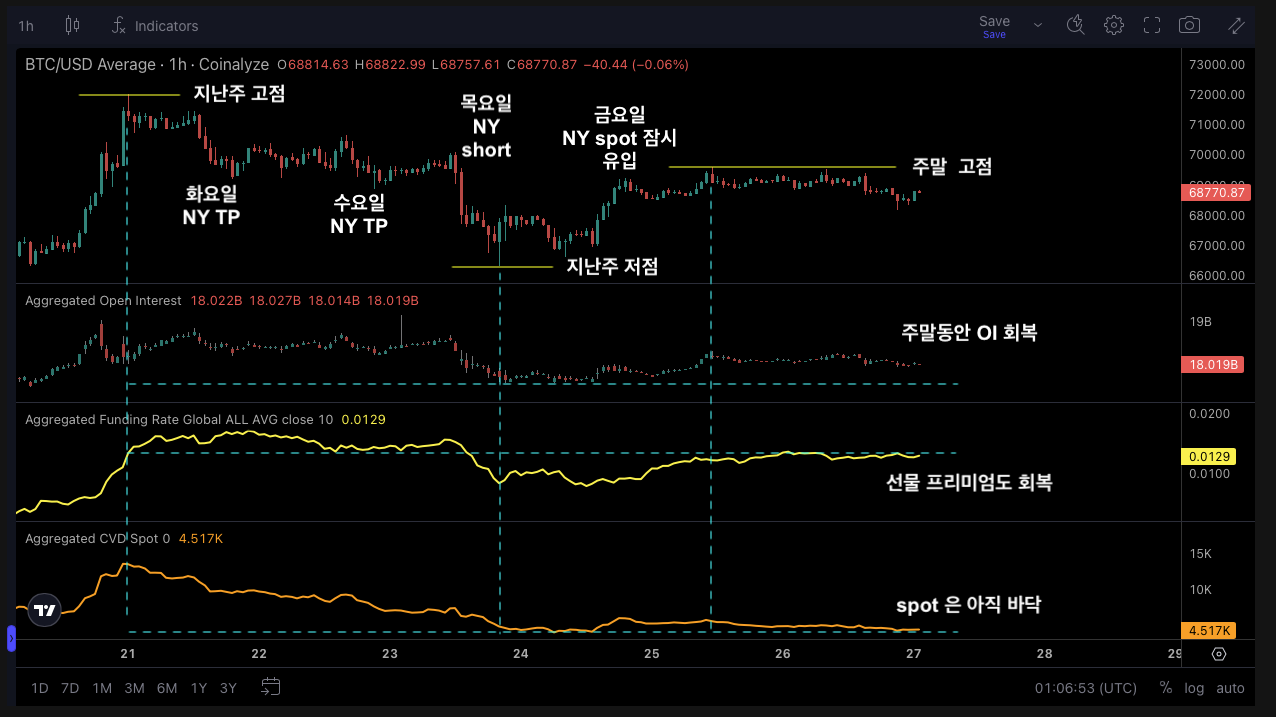 1h
Indicators
Save
Save
BTC/USD Average · 1h · Coinalyze O68814.63 H68822.99 L68757.61 C68770.87 −40.44 (−0.06%)
지난주 고점
목요일
NY
short
금요일
NY spot 잠시
유입
주말 고점
화요일
NY TP
수요일
NY TP
지난주 저점
73000.00
72000.00
71000.00
70000.00
68770.87
68000.00
67000.00
66000.00
Aggregated Open Interest 18.022B 18.027B 18.014B 18.019B
주말동안 OI 회복
19B
18.019B
Aggregated Funding Rate Global ALL AVG close 10 0.0129
선물 프리미엄도 회복
0.0200
0.0129
0.0100
Aggregated CVD Spot 0 4.517K
spot 은 아직 바닥
15K
10K
4.517K
21 22 23 24 25 26 27 28 29
1D 7D 1M 3M 6M 1Y 3Y
01:06:53 (UTC) % log auto